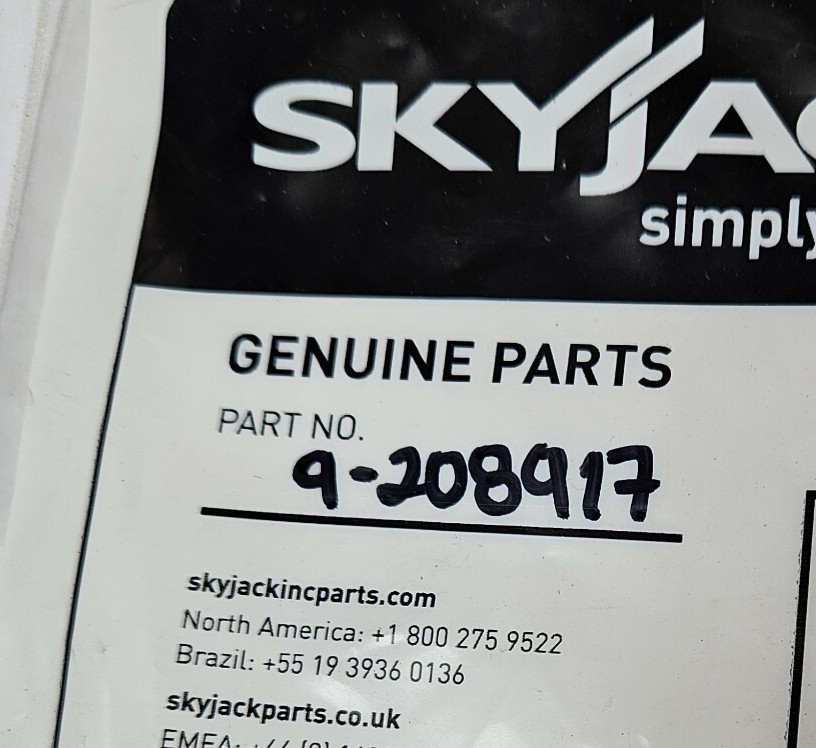 SKYJA
simply
GENUINE PARTS
PART NO.
9-208917
skyjackincparts.com
North America: +1 800 275 9522
Brazil: +55 19 3936 0136
skyjackparts.co.uk
EMEA: